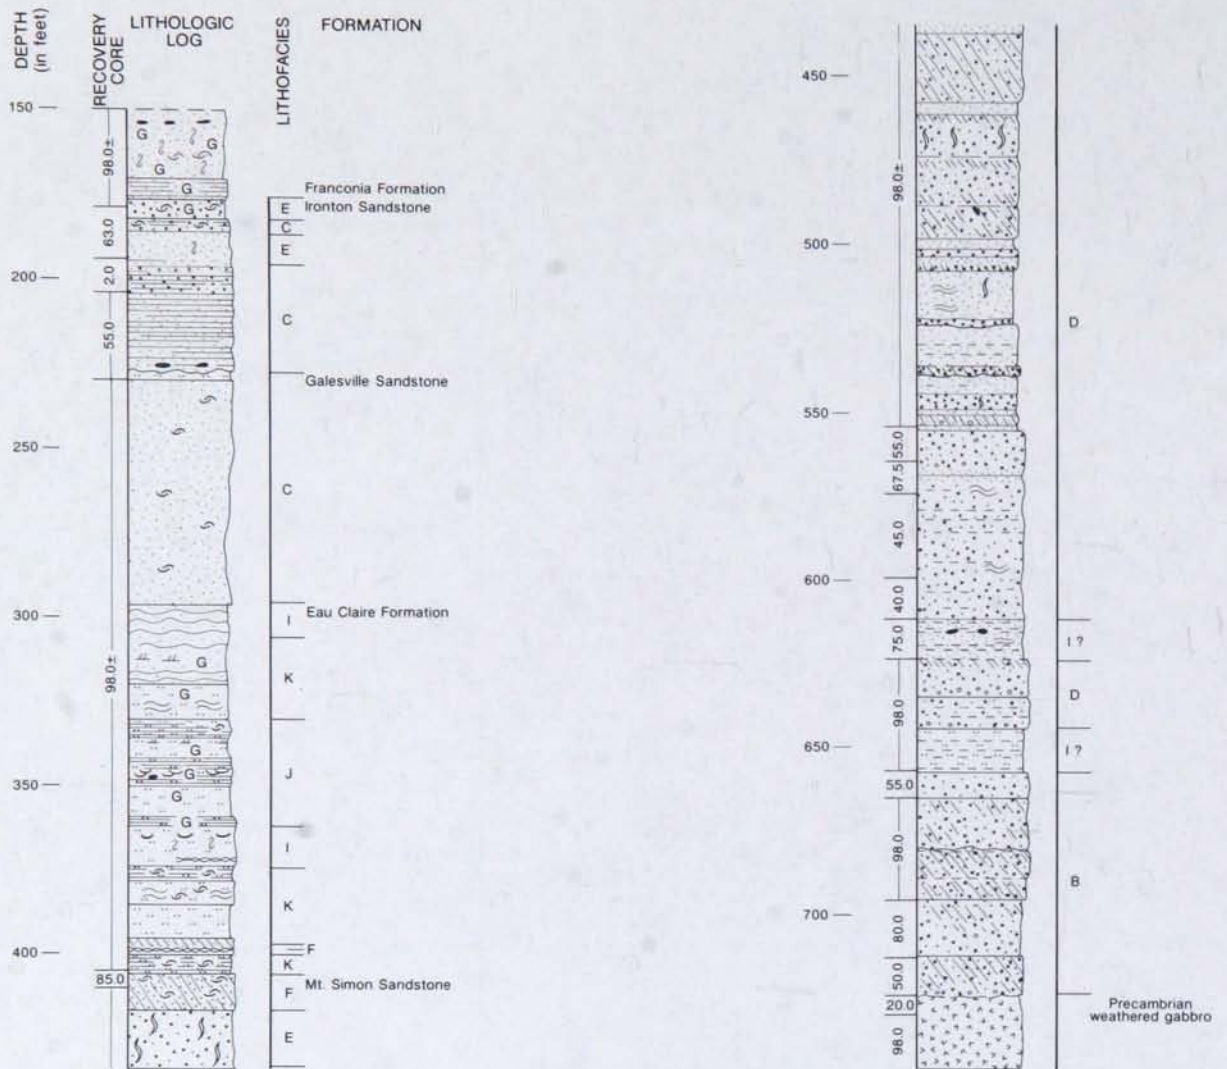 DEPTH
(in feet)
RECOVERY
CORE
LITHOLOGIC
LOG
LITHOFACIES
FORMATION
150
98.0±
G
G
G
G
Franconia Formation
G
E
Ironton Sandstone
63.0
C
E
200
2.0
C
55.0
Galesville Sandstone
250
C
300
I
Eau Claire Formation
98.0±
G
K
G
G
J
G
350
G
G
I
K
400
F
K
85.0
F
Mt. Simon Sandstone
E
450
98.0±
500
D
550
55.0
67.5
45.0
600
40.0
75.0
I ?
98.0
D
650
I ?
55.0
98.0
B
700
80.0
50.0
20.0
Precambrian
weathered gabbro
98.0